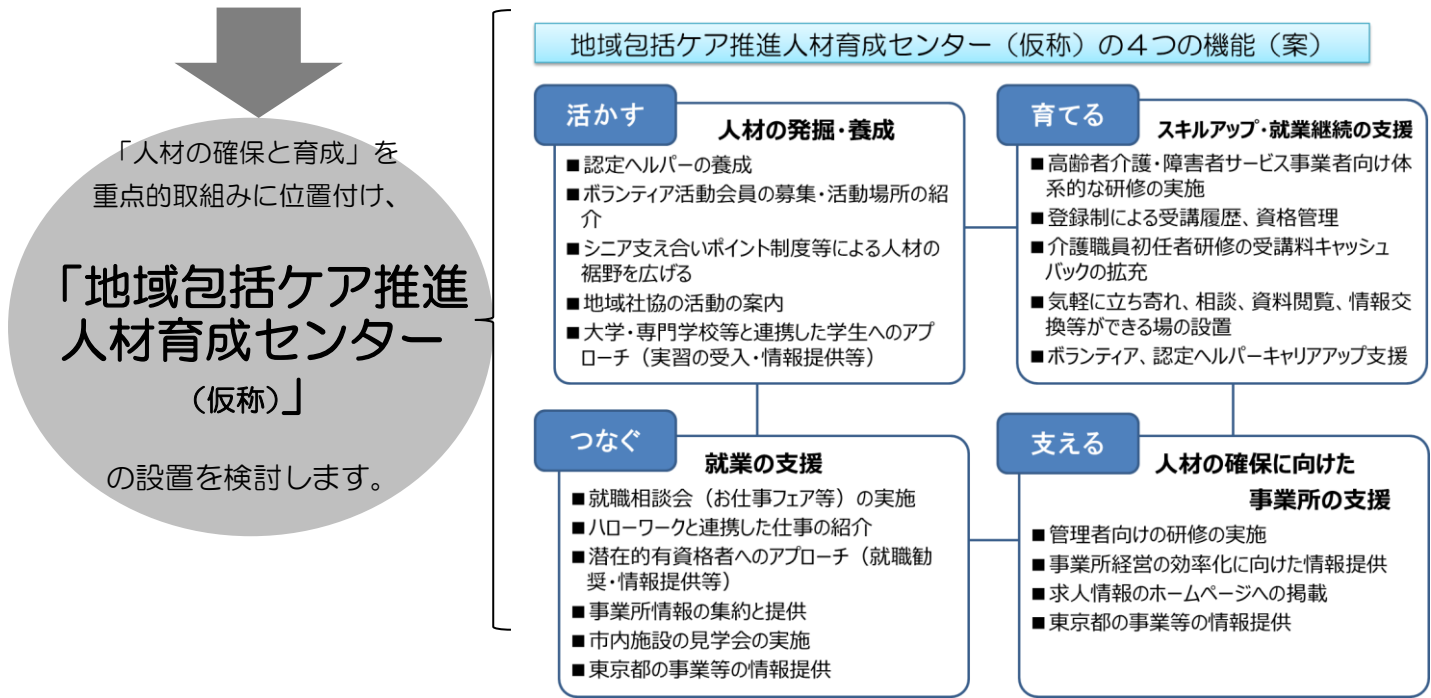 「人材の確保と育成」を
重点的取組みに位置付け、
「地域包括ケア推進
人材育成センター
（仮称）」
の設置を検討します。
地域包括ケア推進人材育成センター（仮称）の４つの機能（案）
活かす
人材の発掘・養成
■認定ヘルパーの養成
■ボランティア活動会員の募集・活動場所の紹
介
■シニア支え合いポイント制度等による人材の
裾野を広げる
■地域社協の活動の案内
■大学・専門学校等と連携した学生へのアプ
ローチ（実習の受入・情報提供等）
育てる
スキルアップ・就業継続の支援
■高齢者介護・障害者サービス事業者向け体
系的な研修の実施
■登録制による受講履歴、資格管理
■介護職員初任者研修の受講料キャッシュ
バックの拡充
■気軽に立ち寄れ、相談、資料閲覧、情報交
換等ができる場の設置
■ボランティア、認定ヘルパーキャリアアップ支援
つなぐ
就業の支援
■就職相談会（お仕事フェア等）の実施
■ハローワークと連携した仕事の紹介
■潜在的有資格者へのアプローチ（就職勧
奨・情報提供等）
■事業所情報の集約と提供
■市内施設の見学会の実施
■東京都の事業等の情報提供
支える
人材の確保に向けた
事業所の支援
■管理者向けの研修の実施
■事業所経営の効率化に向けた情報提供
■求人情報のホームページへの掲載
■東京都の事業等の情報提供